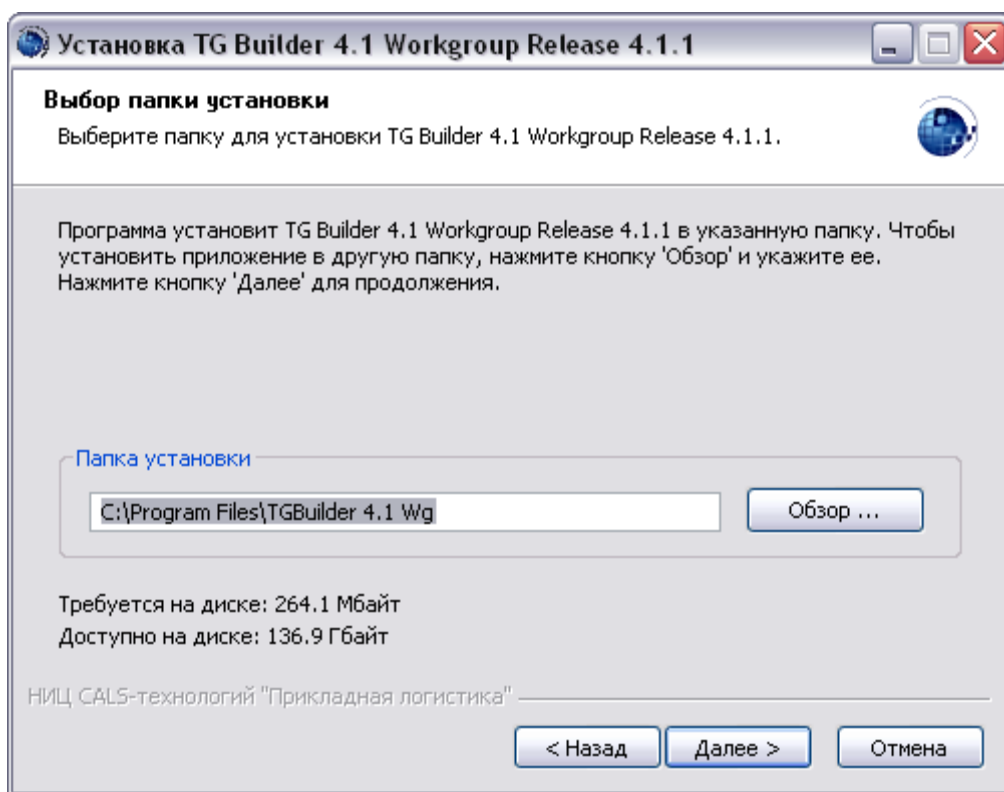 Установка TG Builder 4.1 Workgroup Release 4.1.1
Выбор папки установки
Выберите папку для установки TG Builder 4.1 Workgroup Release 4.1.1.
Программа установит TG Builder 4.1 Workgroup Release 4.1.1 в указанную папку. Чтобы
установить приложение в другую папку, нажмите кнопку 'Обзор' и укажите ее.
Нажмите кнопку 'Далее' для продолжения.
Папка установки
C:\Program Files\TGBuilder 4.1 Wg
Обзор ...
Требуется на диске: 264.1 Мбайт
Доступно на диске: 136.9 Гбайт
НИЦ CALS-технологий "Прикладная логистика"
< Назад
Далее >
Отмена